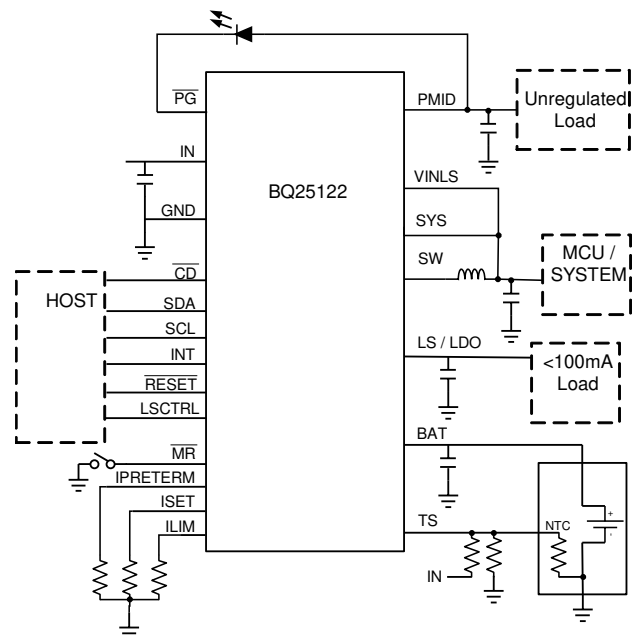 PG
PMID
Unregulated
Load
IN
BQ25122
VINLS
GND
SYS
SW
MCU /
SYSTEM
HOST
CD
SDA
SCL
INT
RESET
LSCTRL
LS / LDO
<100mA
Load
MR
BAT
IPRETERM
ISET
ILIM
TS
NTC
+
-
IN